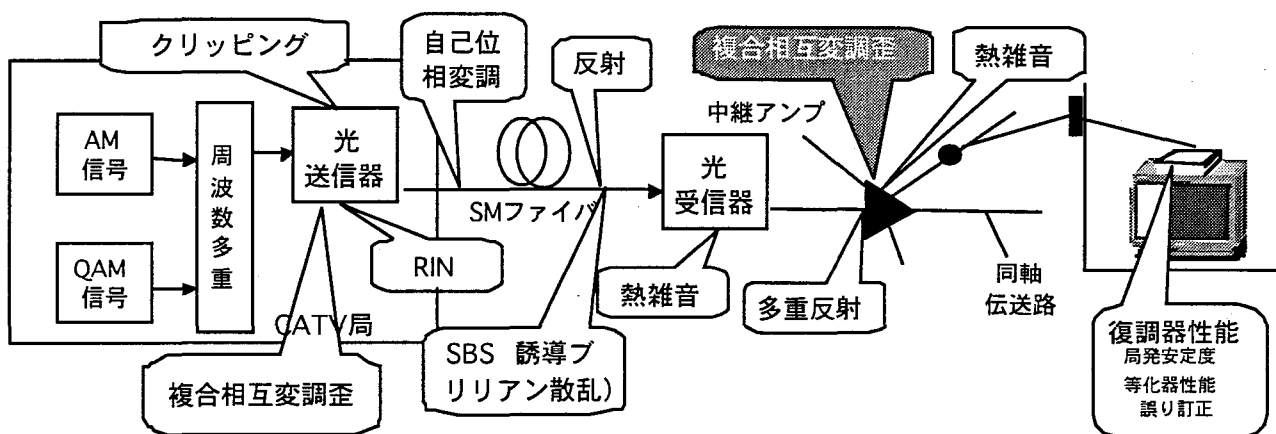 クリッピング
自己位
相変調
反射
複合相互変調歪
熱雑音
中継アンプ
AM
信号
周波数多重
光
送信器
SMファイバ
光
受信器
QAM
信号
RIN
熱雑音
多重反射
同軸
伝送路
CATV局
複合相互変調歪
SBS 誘導ブ
リリアン散乱)
復調器性能
局発安定度
等化器性能
誤り訂正